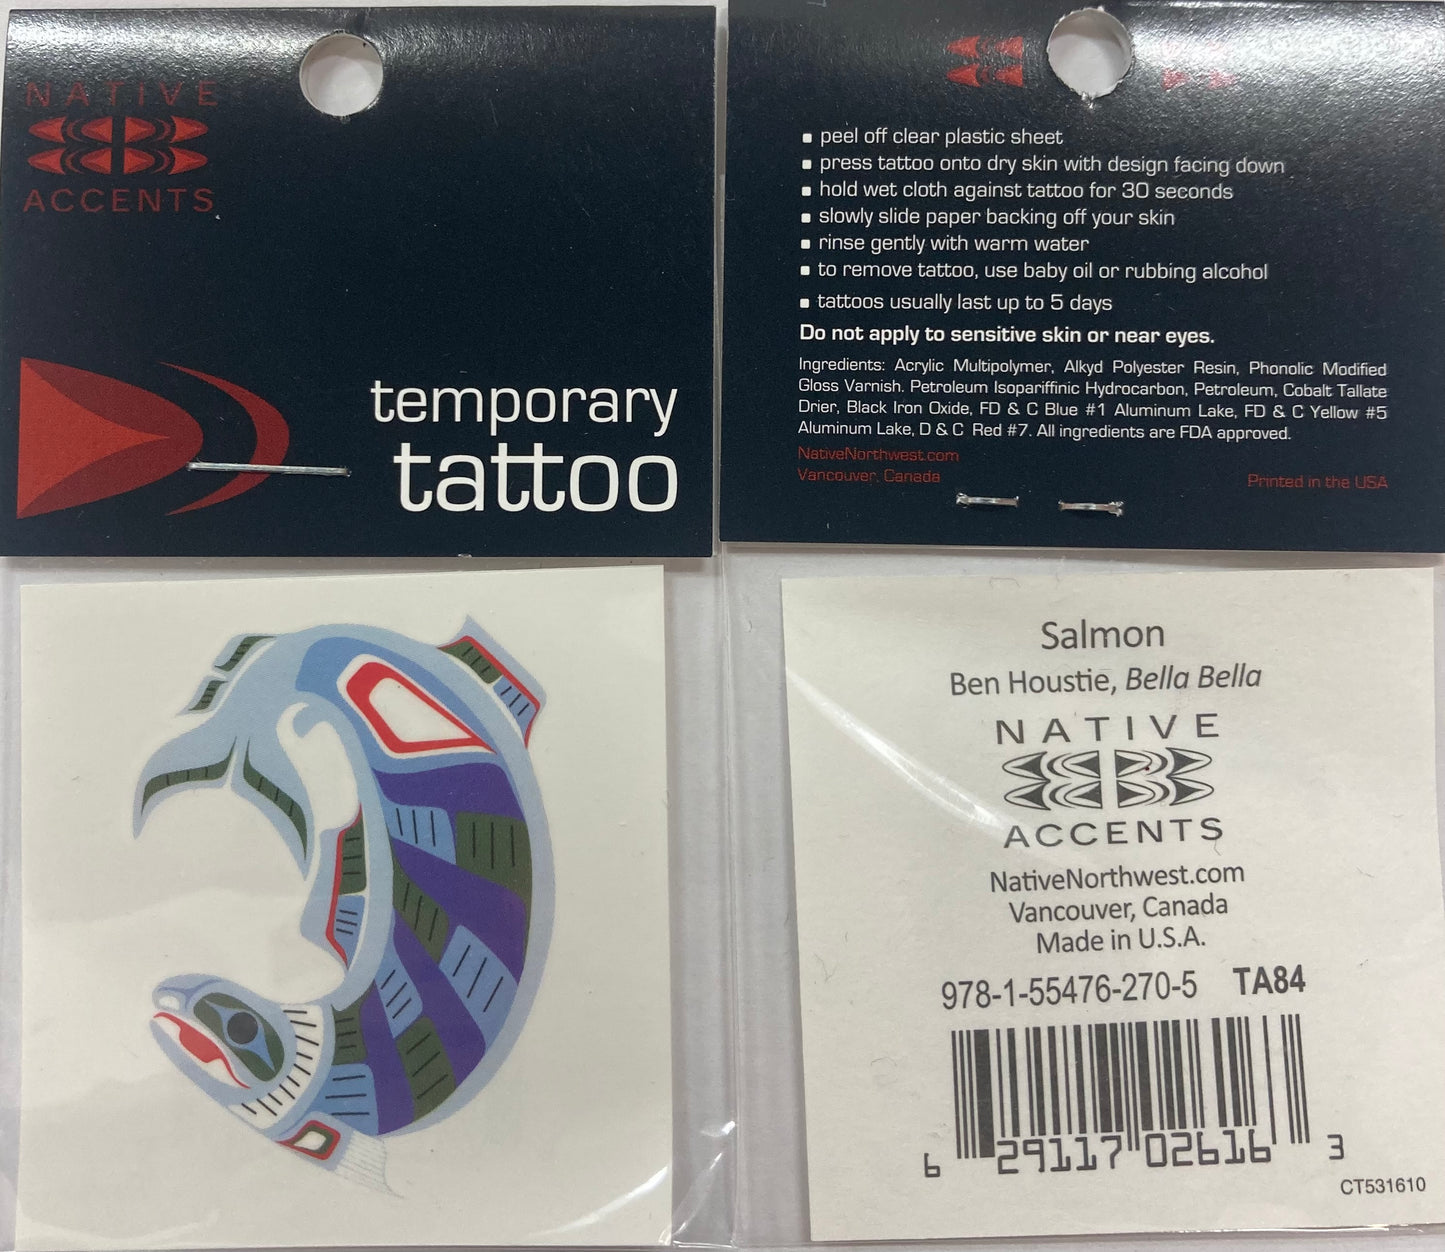 NATIVE
ACCENTS
temporary
tattoo
▪ peel off clear plastic sheet
▪ press tattoo onto dry skin with design facing down
▪ hold wet cloth against tattoo for 30 seconds
▪ slowly slide paper backing off your skin
▪ rinse gently with warm water
▪ to remove tattoo, use baby oil or rubbing alcohol
▪ tattoos usually last up to 5 days
Do not apply to sensitive skin or near eyes.
Ingredients: Acrylic Multipolymer, Alkyd Polyester Resin, Phonolic Modified
Gloss Varnish. Petroleum Isopariffinic Hydrocarbon, Petroleum, Cobalt Tallate
Drier, Black Iron Oxide, FD & C Blue #1 Aluminum Lake, FD & C Yellow #5
Aluminum Lake, D & C Red #7. All ingredients are FDA approved.
NativeNorthwest.com
Vancouver, Canada
Printed in the USA
Salmon
Ben Houstie, Bella Bella
NATIVE
ACCENTS
NativeNorthwest.com
Vancouver, Canada
Made in U.S.A.
978-1-55476-270-5 TA84
6 29117 02616 3
CT531610